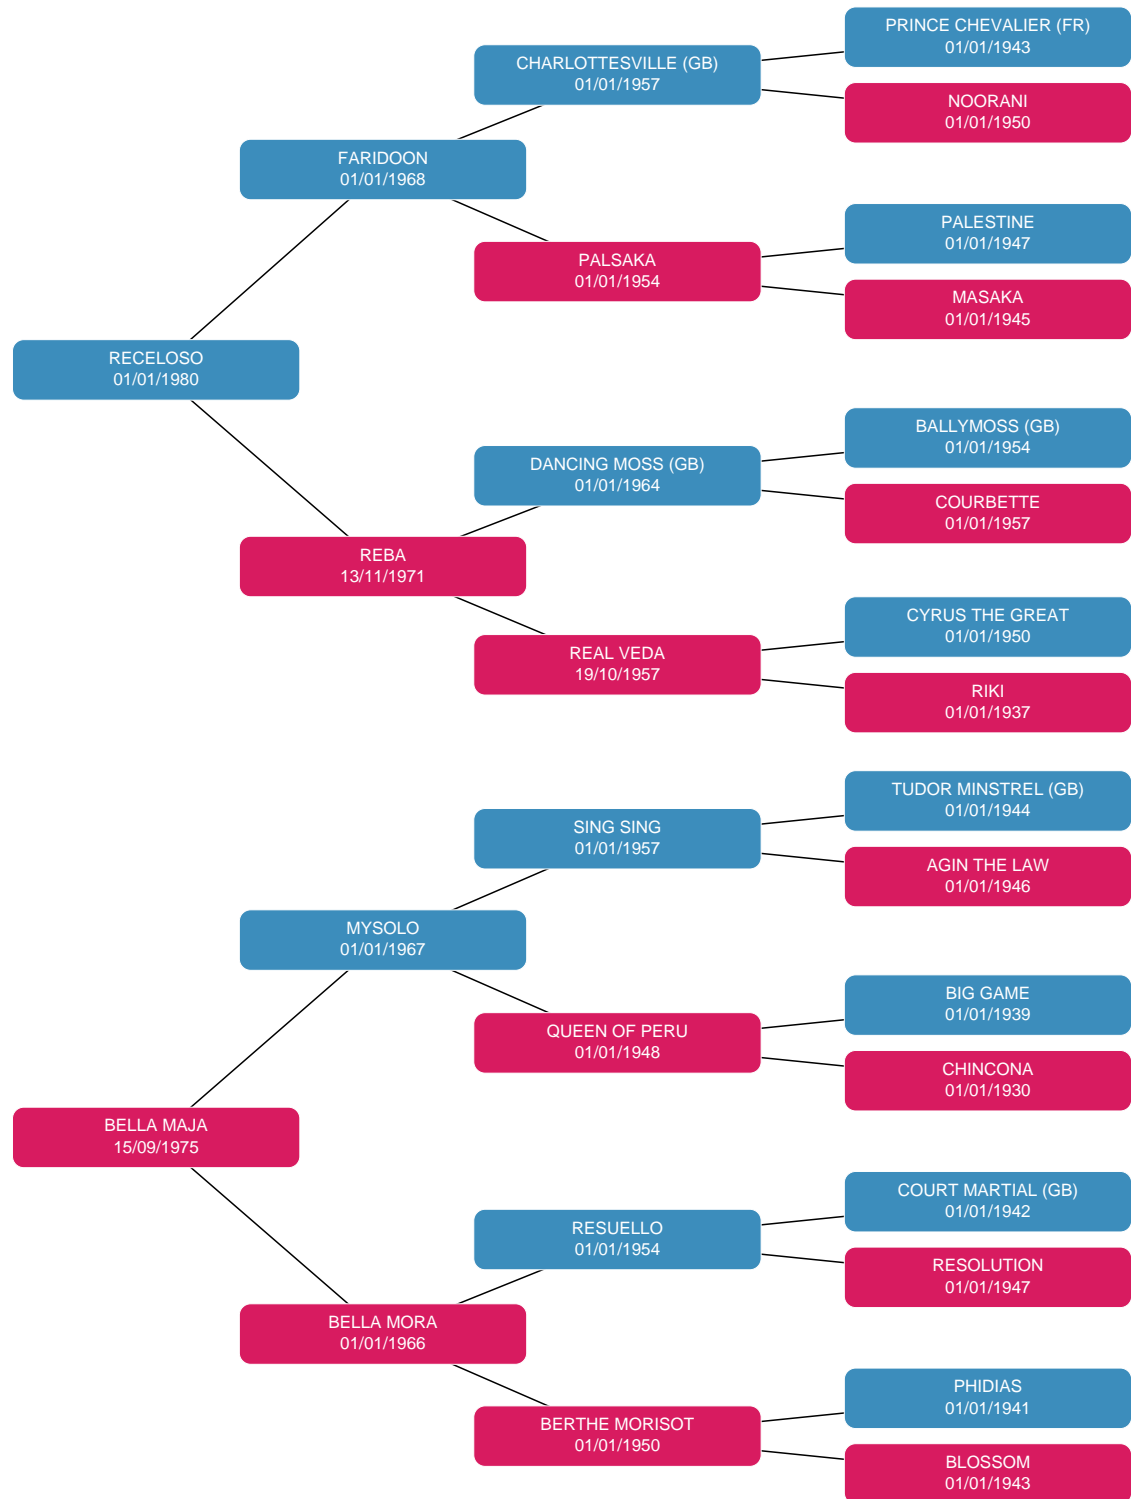 PRINCE CHEVALIER (FR)
01/01/1943
CHARLOTTESVILLE (GB)
01/01/1957
NOORANI
01/01/1950
FARIDOON
01/01/1968
PALESTINE
01/01/1947
PALSAKA
01/01/1954
MASAKA
01/01/1945
RECELOSO
01/01/1980
BALLYMOSS (GB)
01/01/1954
DANCING MOSS (GB)
01/01/1964
COURBETTE
01/01/1957
REBA
13/11/1971
CYRUS THE GREAT
01/01/1950
REAL VEDA
19/10/1957
RIKI
01/01/1937
TUDOR MINSTREL (GB)
01/01/1944
SING SING
01/01/1957
AGIN THE LAW
01/01/1946
MYSOLO
01/01/1967
BIG GAME
01/01/1939
QUEEN OF PERU
01/01/1948
CHINCONA
01/01/1930
BELLA MAJA
15/09/1975
COURT MARTIAL (GB)
01/01/1942
RESUELLO
01/01/1954
RESOLUTION
01/01/1947
BELLA MORA
01/01/1966
PHIDIAS
01/01/1941
BERTHE MORISOT
01/01/1950
BLOSSOM
01/01/1943